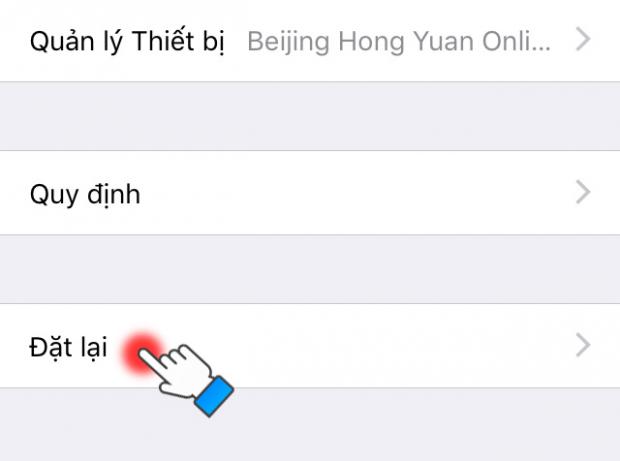 Quản lý Thiết bị Beijing Hong Yuan Onli...
Quy định
Đặt lại